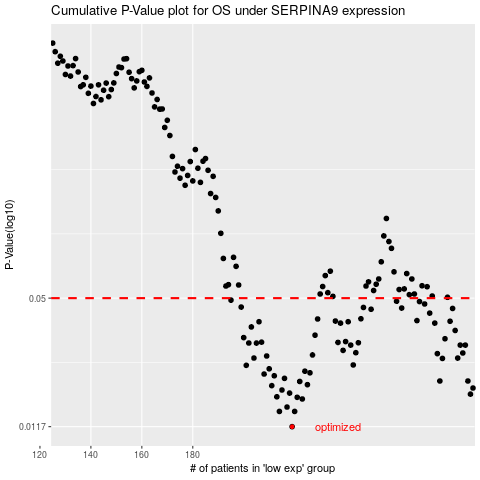 Cumulative P-Value plot for OS under SERPINA9 expression
P-Value(log10)
0.05
0.0117
optimized
120 140 160 180
# of patients in 'low exp' group